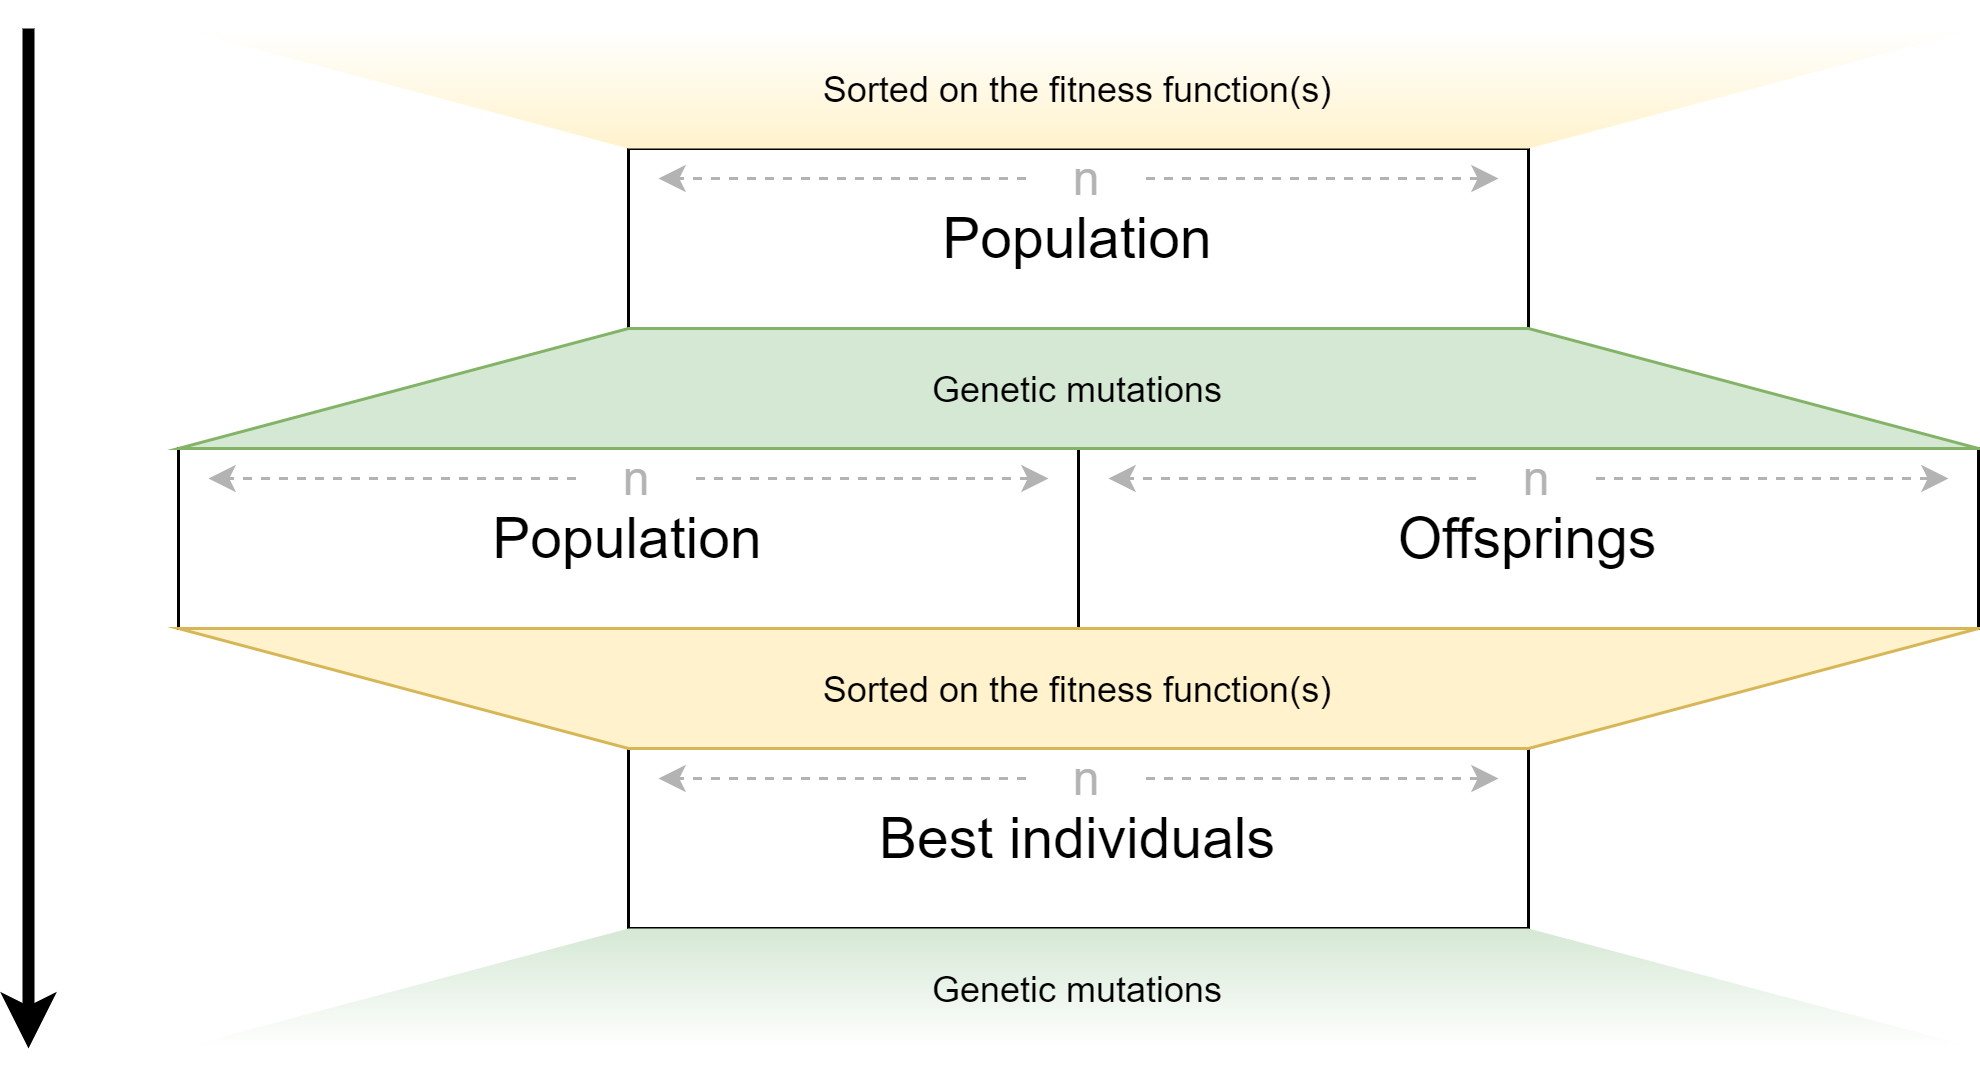 Sorted on the fitness function(s)
n
Population
Genetic mutations
n
n
Population
Offsprings
Sorted on the fitness function(s)
n
Best individuals
Genetic mutations